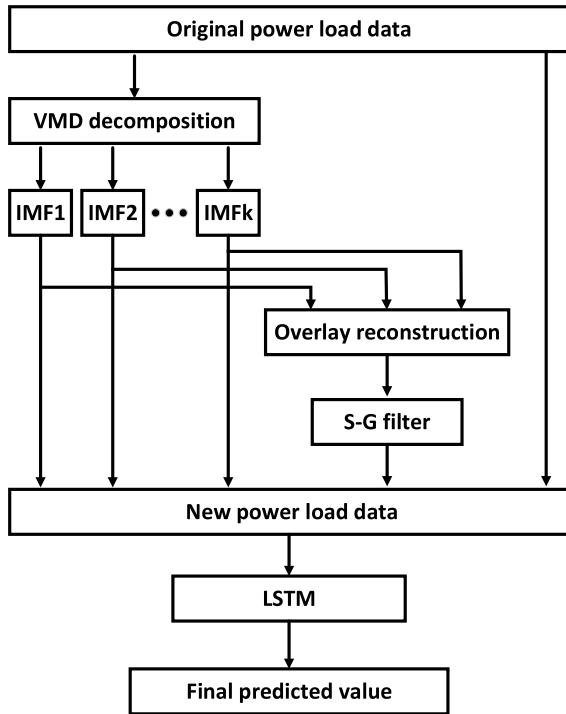 Original power load data
VMD decomposition
IMF1 IMF2 ••• IMFk
Overlay reconstruction
S-G filter
New power load data
LSTM
Final predicted value